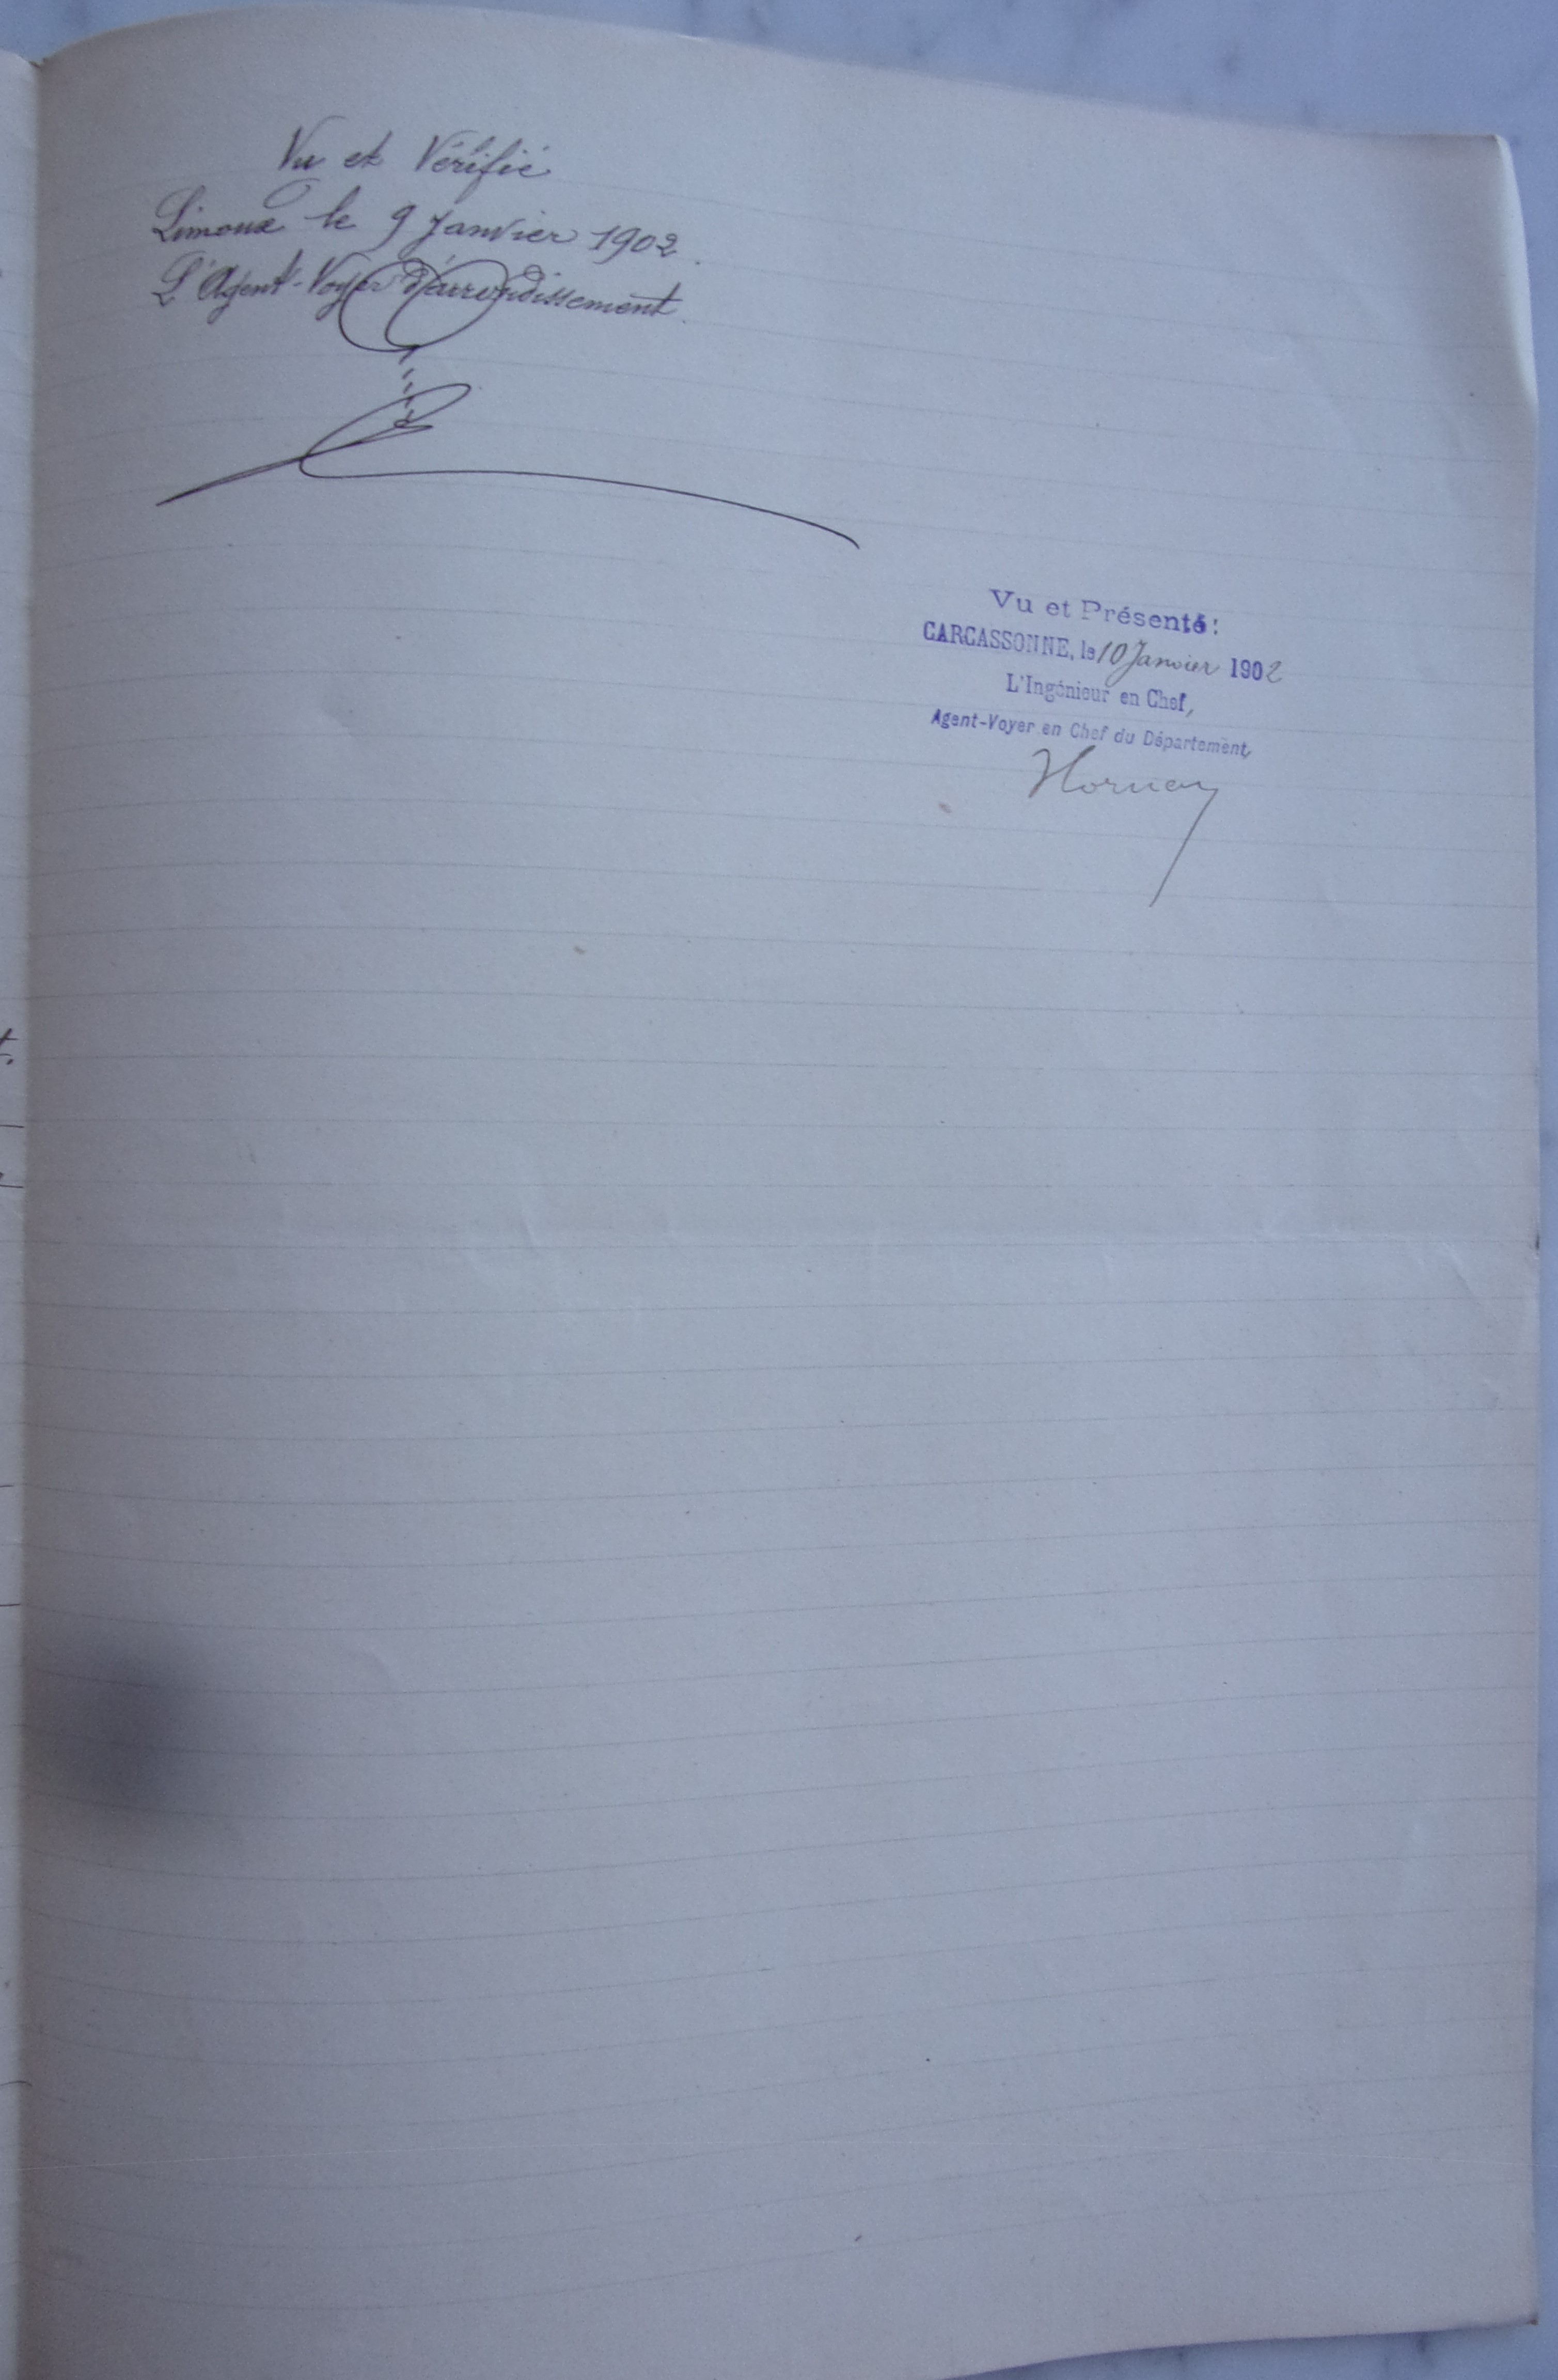 Vu et Vérifié
Limoux le 9 Janvier 1902.
L'Agent-Voyer d'arrondissement.
Vu et Présenté:
CARCASSONNE, le 10 Janvier 1902
L'Ingénieur en Chef,
Agent-Voyer en Chef du Département,